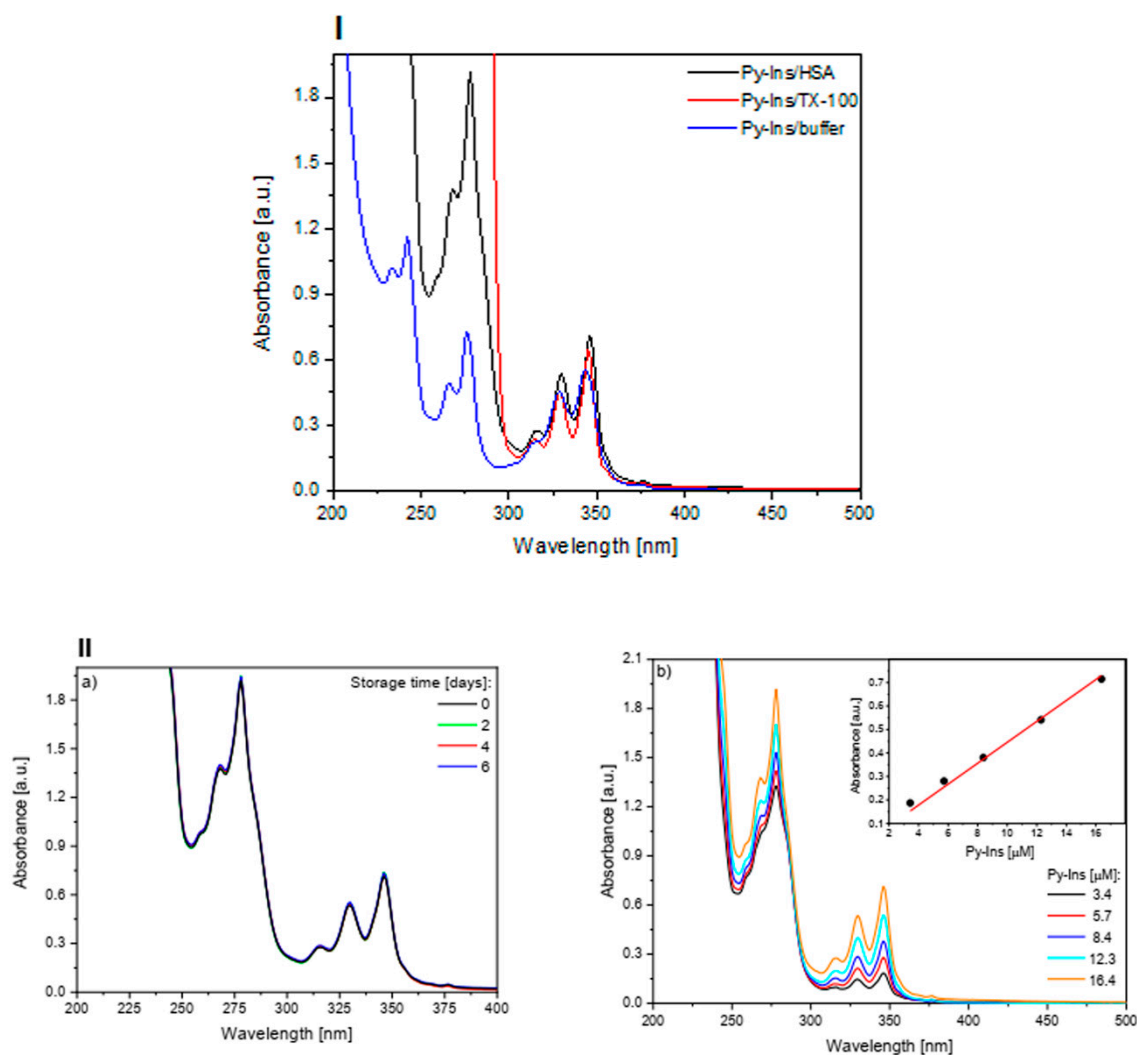 I
Absorbance [a.u.]
1.8
1.5
1.2
0.9
0.6
0.3
0.0
Py-Ins/HSA
Py-Ins/TX-100
Py-Ins/buffer
200 250 300 350 400 450 500
Wavelength [nm]
II
a)
Absorbance [a.u.]
1.8
1.5
1.2
0.9
0.6
0.3
0.0
Storage time [days]:
0
2
4
6
200 225 250 275 300 325 350 375 400
Wavelength [nm]
b)
Absorbance [a.u.]
2.1
1.8
1.5
1.2
0.9
0.6
0.3
0.0
Absorbance [a.u.]
0.7
0.6
0.5
0.4
0.3
0.2
0.1
2 4 6 8 10 12 14 16
Py-Ins [μM]
Py-Ins [μM]:
3.4
5.7
8.4
12.3
16.4
200 250 300 350 400 450 500
Wavelength [nm]